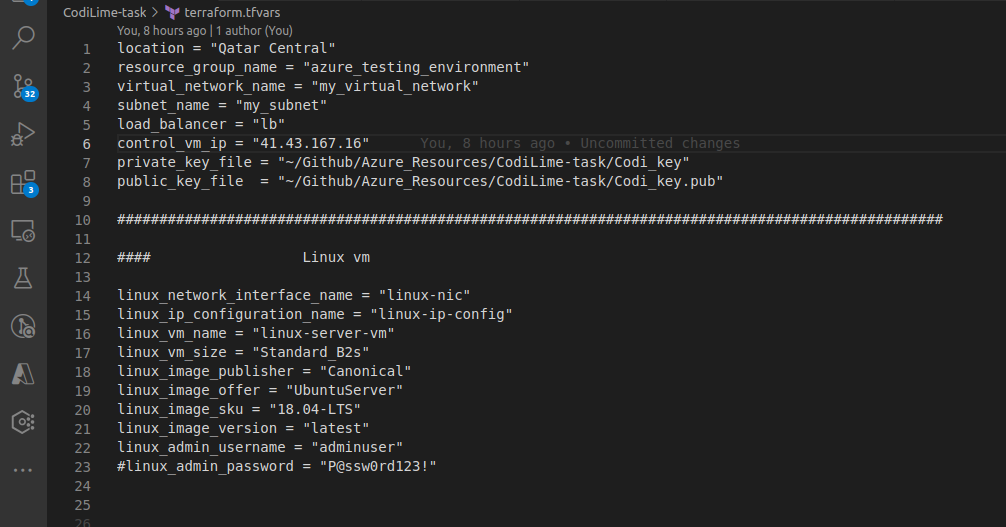 CodiLime-task > terraform.tfvars
You, 8 hours ago | 1 author (You)
1 location = "Qatar Central"
2 resource_group_name = "azure_testing_environment"
3 virtual_network_name = "my_virtual_network"
4 subnet_name = "my_subnet"
5 load_balancer = "lb"
6 control_vm_ip = "41.43.167.16" You, 8 hours ago • Uncommitted changes
7 private_key_file = "~/Github/Azure_Resources/CodiLime-task/Codi_key"
8 public_key_file  = "~/Github/Azure_Resources/CodiLime-task/Codi_key.pub"
9
10 ##################################################################################################
11
12 ####                  Linux vm
13
14 linux_network_interface_name = "linux-nic"
15 linux_ip_configuration_name = "linux-ip-config"
16 linux_vm_name = "linux-server-vm"
17 linux_vm_size = "Standard_B2s"
18 linux_image_publisher = "Canonical"
19 linux_image_offer = "UbuntuServer"
20 linux_image_sku = "18.04-LTS"
21 linux_image_version = "latest"
22 linux_admin_username = "adminuser"
23 #linux_admin_password = "P@ssw0rd123!"
24
25
26
32
3